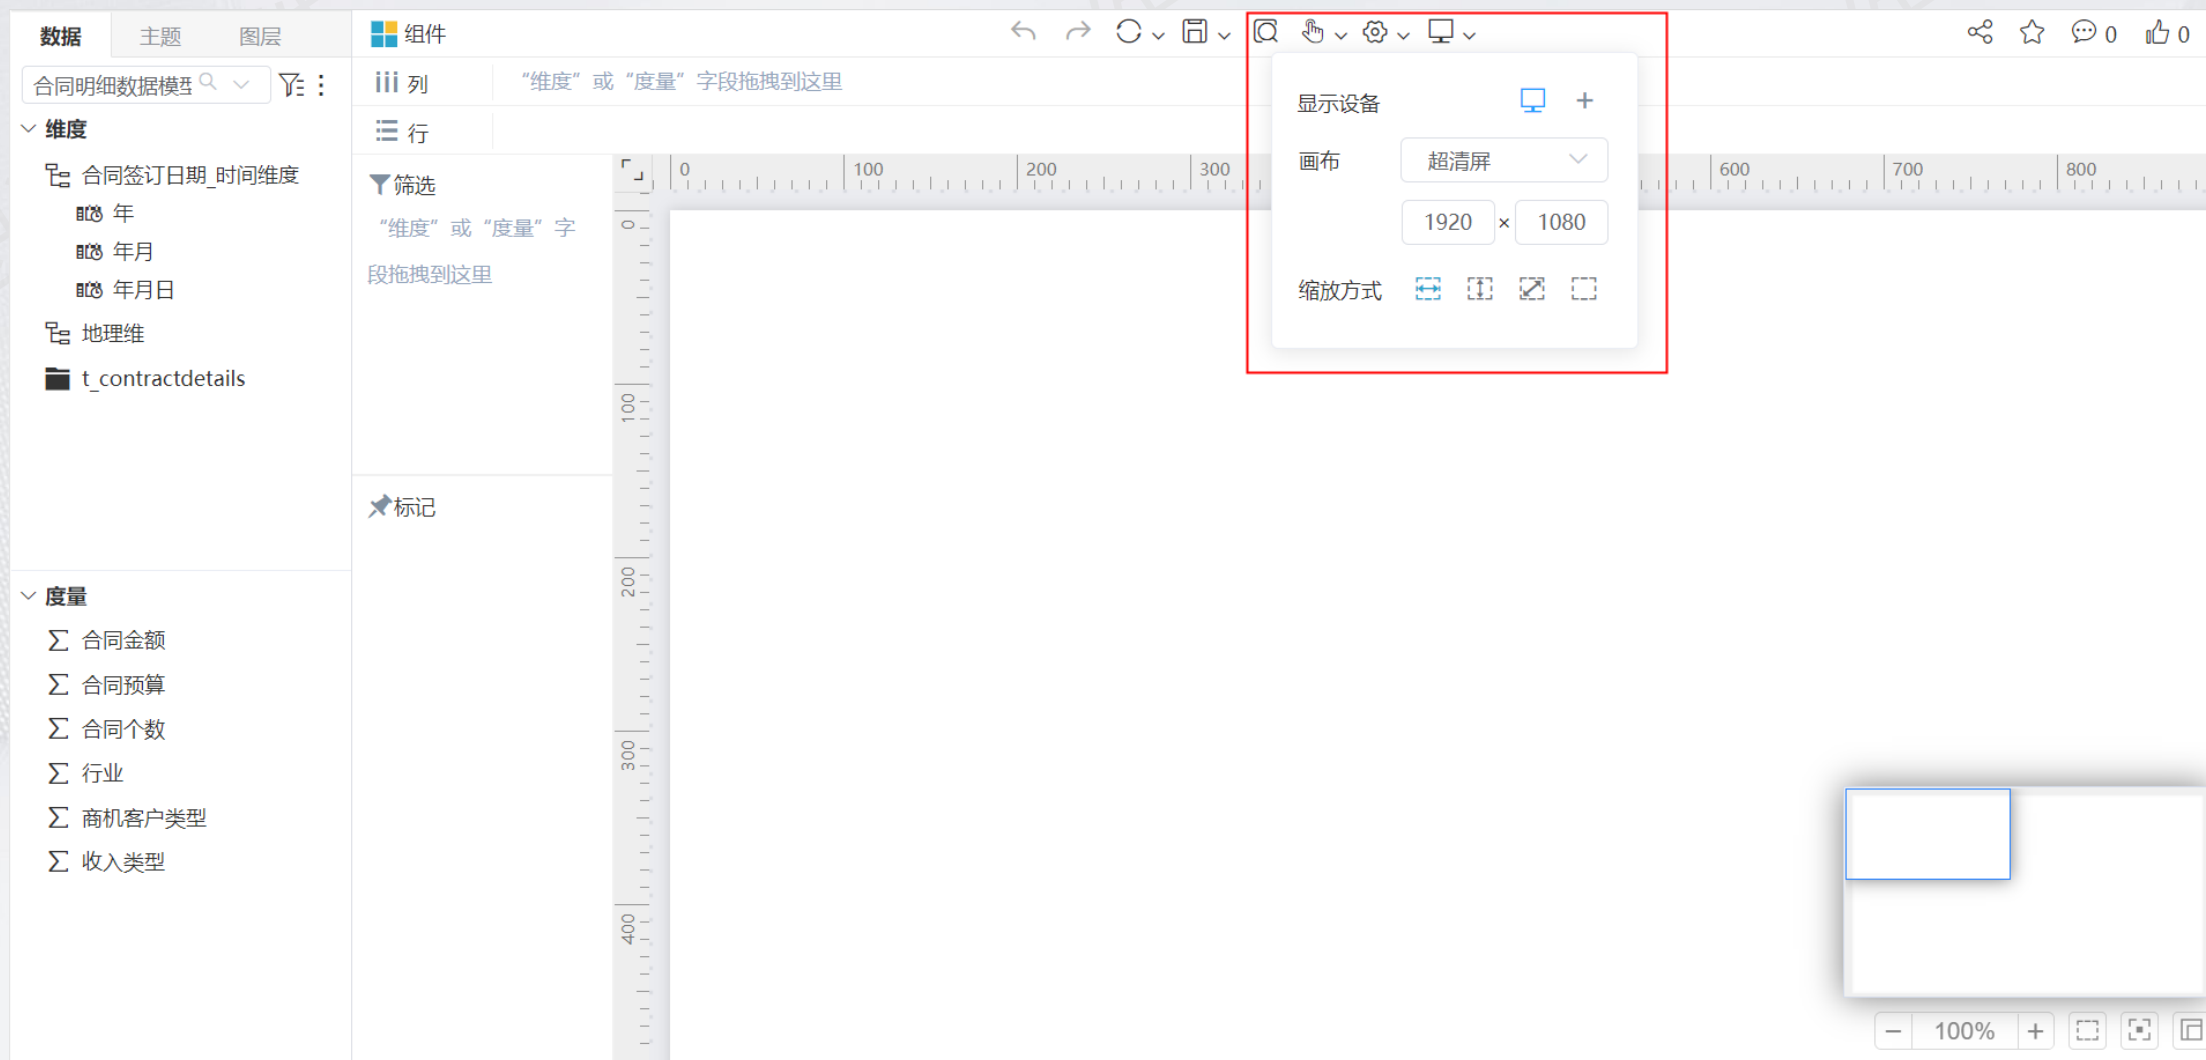 数据 主题 图层
组件
0 0
合同明细数据模型
列 “维度”或“度量”字段拖拽到这里
行
维度
合同签订日期_时间维度
年
年月
年月日
地理维
t_contractdetails
度量
合同金额
合同预算
合同个数
行业
商机客户类型
收入类型
筛选
“维度”或“度量”字
段拖拽到这里
标记
0 100 200 300 600 700 800
0
100
200
300
400
显示设备
画布 超清屏
1920 × 1080
缩放方式
100%